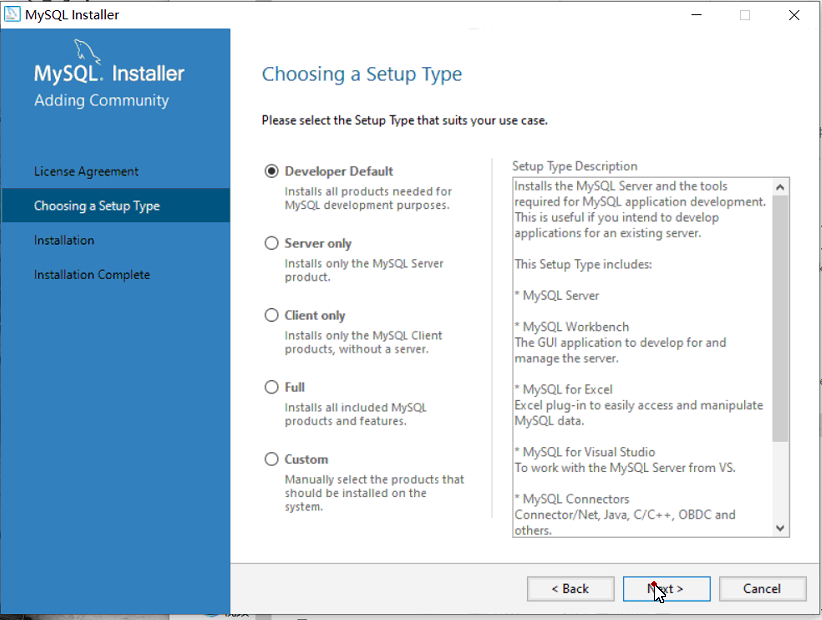 MySQL Installer
MySQL. Installer
Adding Community
License Agreement
Choosing a Setup Type
Installation
Installation Complete
Choosing a Setup Type
Please select the Setup Type that suits your use case.
Developer Default
Installs all products needed for
MySQL development purposes.
Server only
Installs only the MySQL Server
product.
Client only
Installs only the MySQL Client
products, without a server.
Full
Installs all included MySQL
products and features.
Custom
Manually select the products that
should be installed on the
system.
Setup Type Description
Installs the MySQL Server and the tools
required for MySQL application development.
This is useful if you intend to develop
applications for an existing server.
This Setup Type includes:
* MySQL Server
* MySQL Workbench
The GUI application to develop for and
manage the server.
* MySQL for Excel
Excel plug-in to easily access and manipulate
MySQL data.
* MySQL for Visual Studio
To work with the MySQL Server from VS.
* MySQL Connectors
Connector/Net, Java, C/C++, OBDC and
others.
< Back
Next >
Cancel